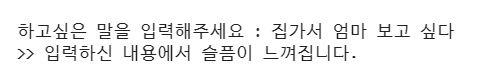 하고싶은 말을 입력해주세요 : 집가서 엄마 보고 싶다
>> 입력하신 내용에서 슬픔이 느껴집니다.